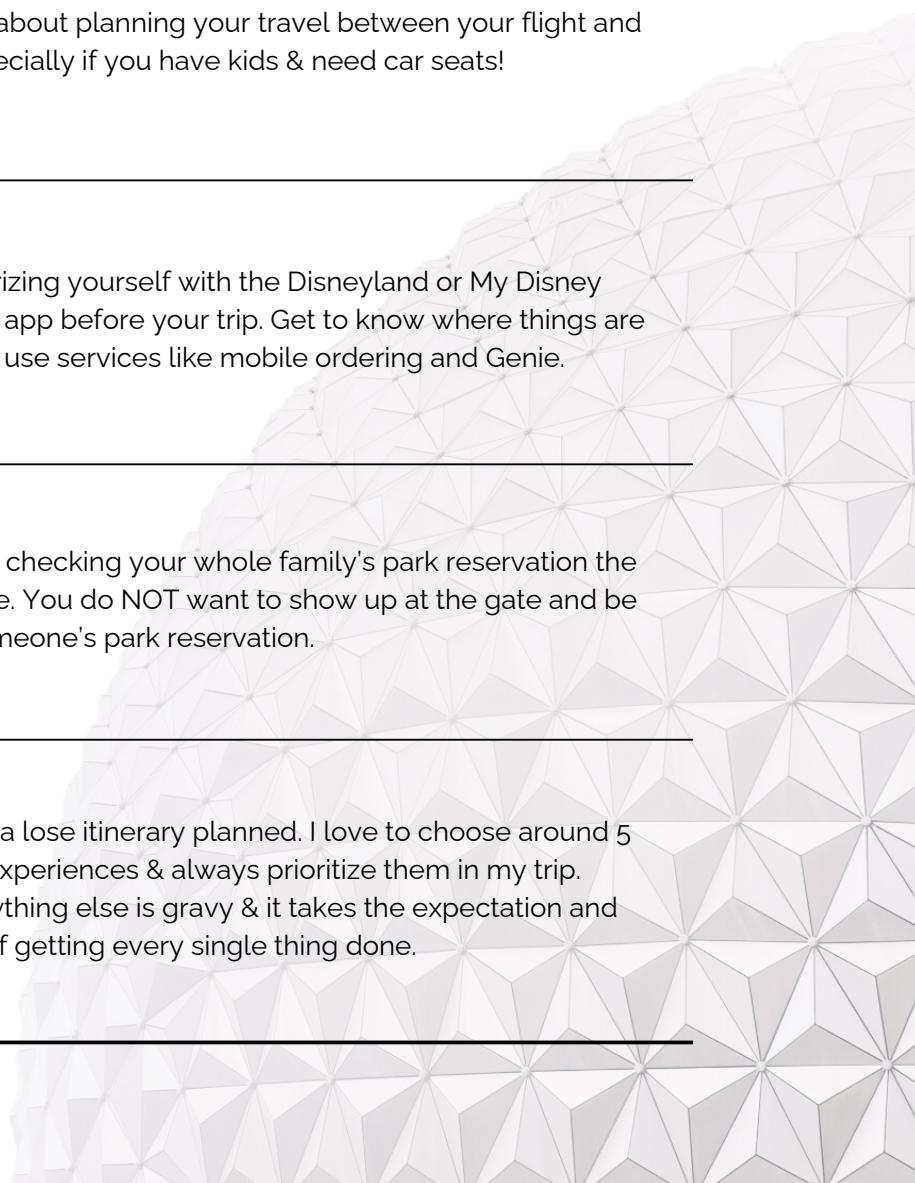 about planning your travel between your flight and
ecially if you have kids & need car seats!
rizing yourself with the Disneyland or My Disney
app before your trip. Get to know where things are
use services like mobile ordering and Genie.
checking your whole family's park reservation the
e. You do NOT want to show up at the gate and be
meone's park reservation.
a lose itinerary planned. I love to choose around 5
xperiences & always prioritize them in my trip.
ything else is gravy & it takes the expectation and
f getting every single thing done.